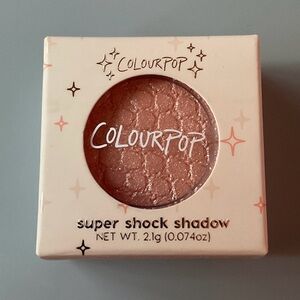 COLOURPOP
COLOURPOP
super shock shadow
NET WT. 2.1g (0.074oz)